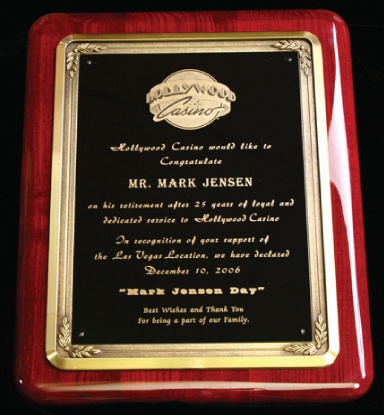 HOLLYWOOD
Casino
Hollywood Casino would like to
Congratulate
MR. MARK JENSEN
on his retirement after 25 years of loyal and
dedicated service to Hollywood Casino
In recognition of your support of
the Las Vegas Location, we have declared
December 10, 2006
"Mark Jensen Day"
Best Wishes and Thank You
For being a part of our Family.